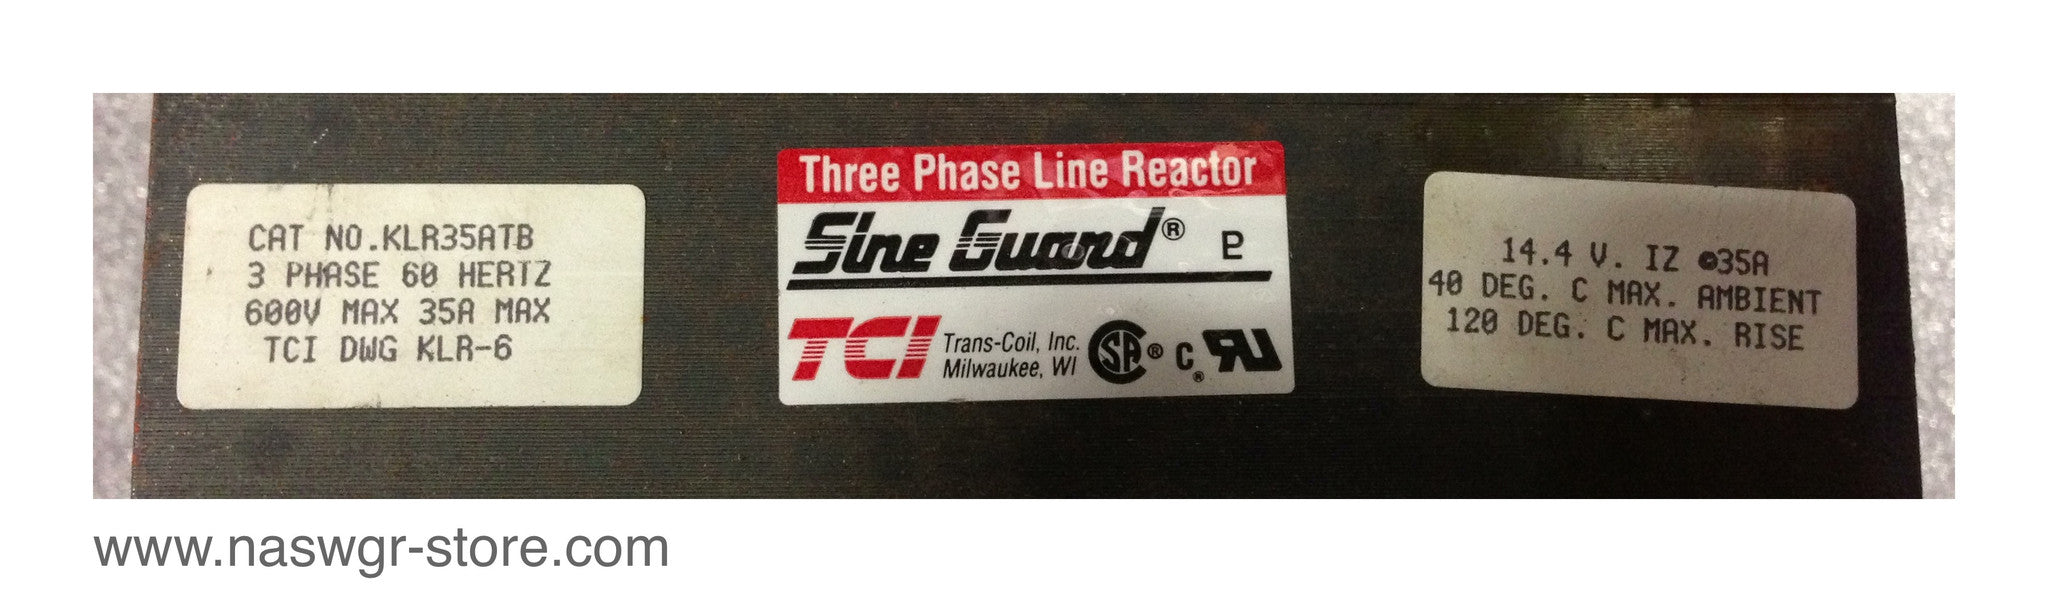 CAT NO.KLR35ATB
3 PHASE 60 HERTZ
600V MAX 35A MAX
TCI DWG KLR-6
Three Phase Line Reactor
Sine Guard®
TCI Trans-Coil, Inc.
Milwaukee, WI
SA® C ® RU
14.4 V. IZ @35A
40 DEG. C MAX. AMBIENT
120 DEG. C MAX. RISE
www.naswgr-store.com